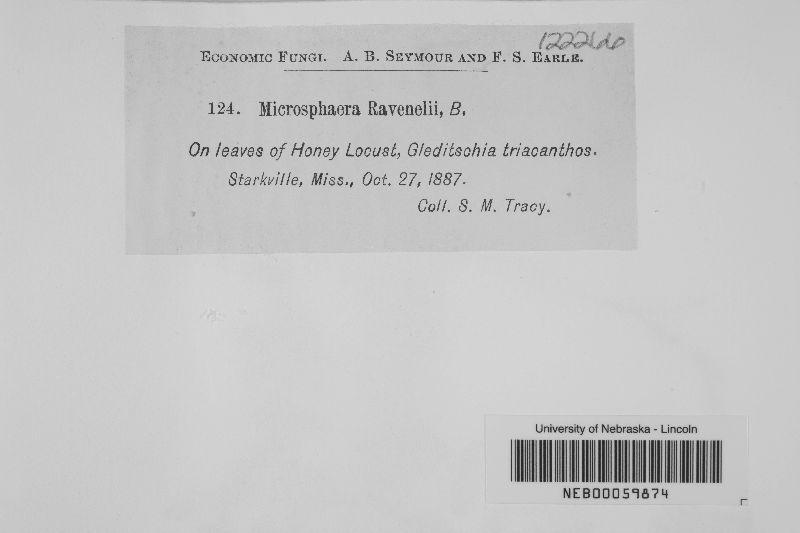 122266
ECONOMIC FUNGI. A. B. SEYMOUR AND F. S. EARLE.
124. Microsphaera Ravenelii, B.
On leaves of Honey Locust, Gleditschia triacanthos.
Starkville, Miss., Oct. 27, 1887.
Coll. S. M. Tracy.
University of Nebraska - Lincoln
NEB00059874